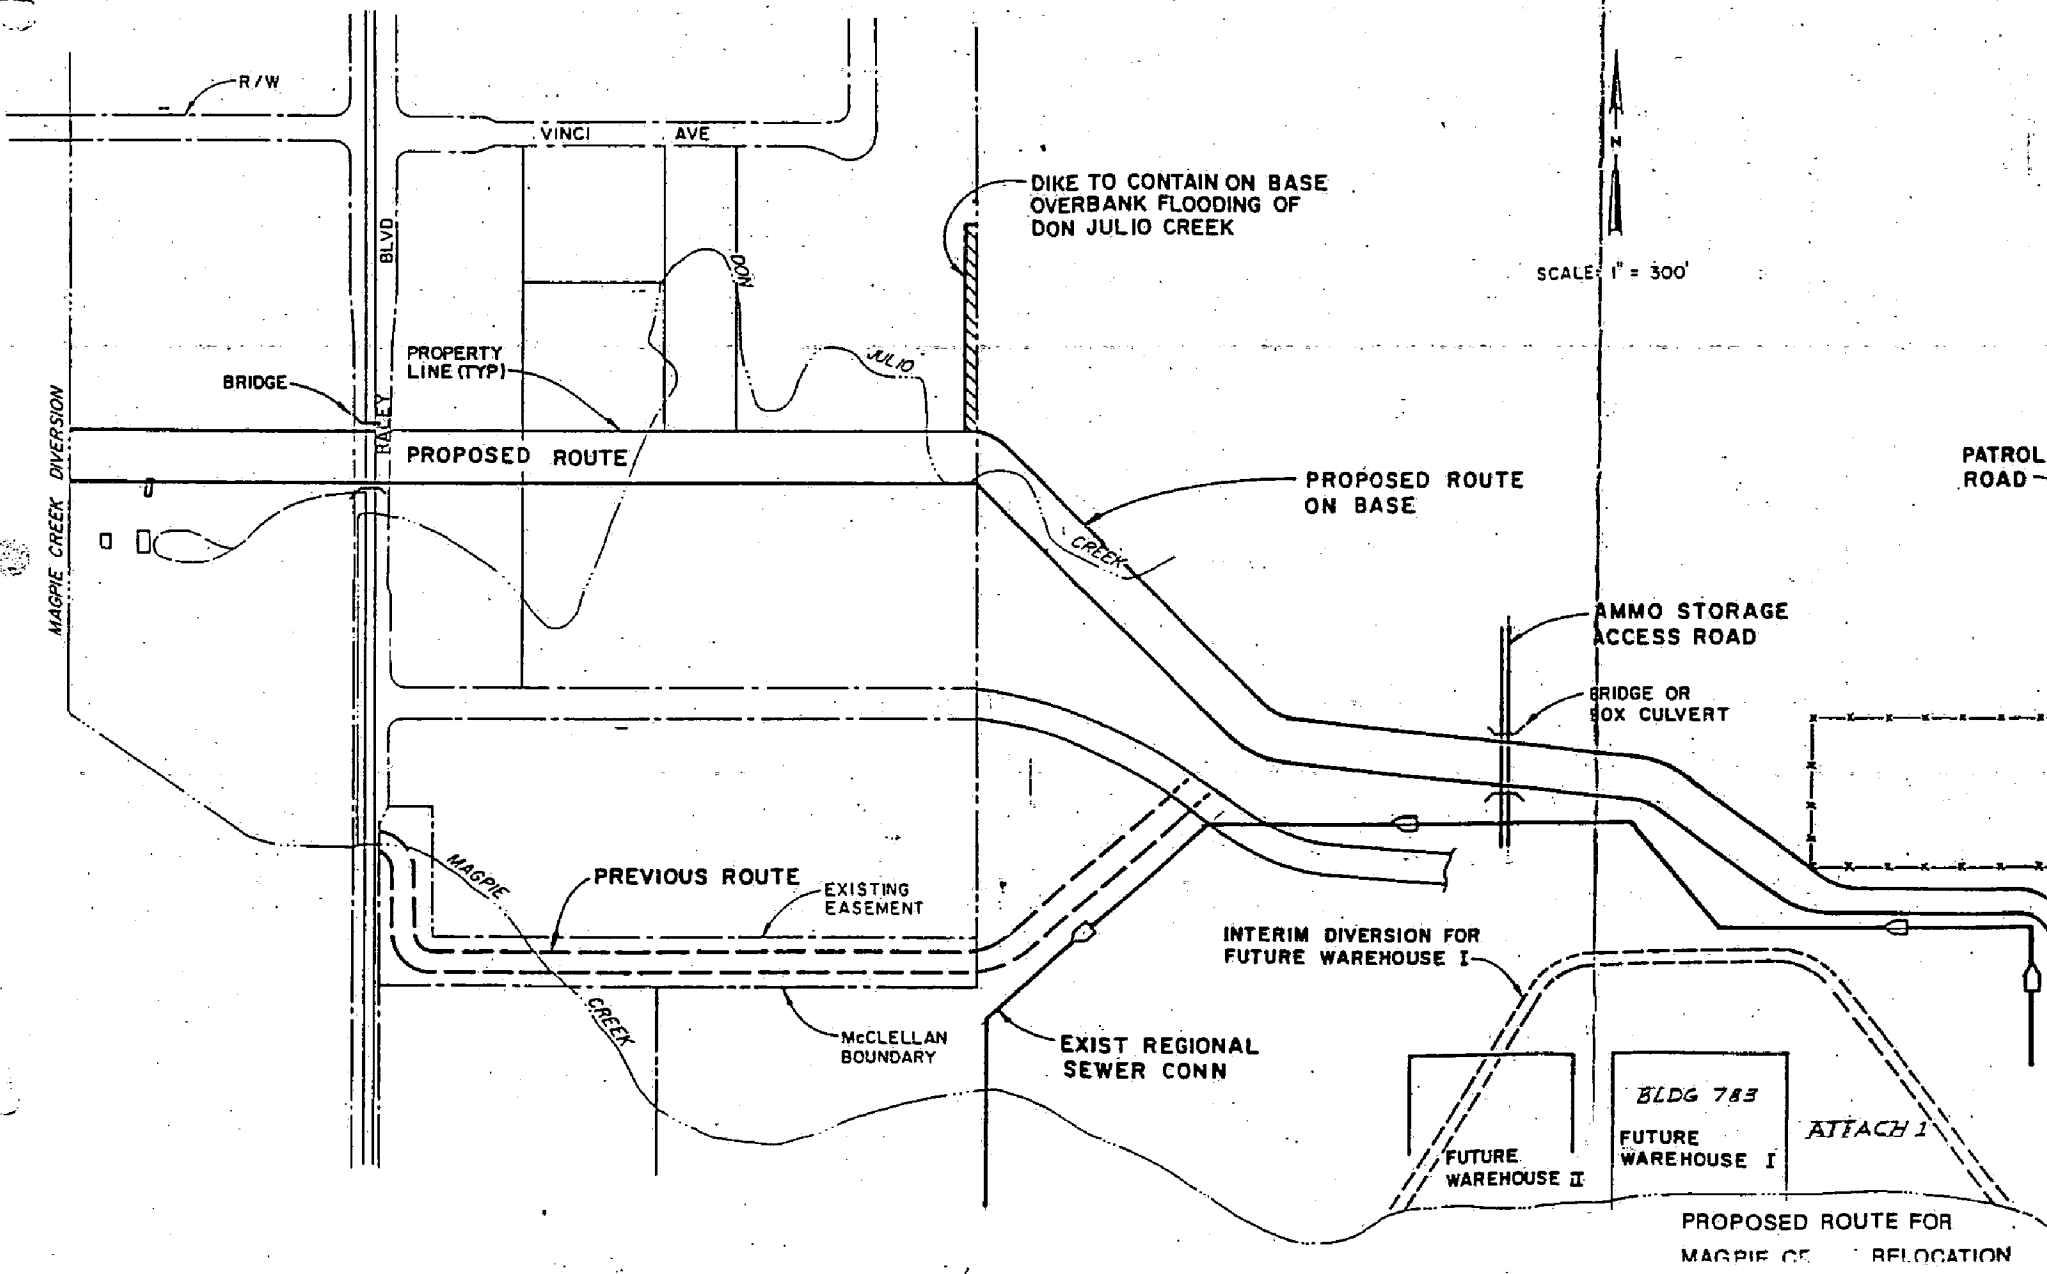 R/W
VINCI AVE
BLVD
DON
DIKE TO CONTAIN ON BASE
OVERBANK FLOODING OF
DON JULIO CREEK
N
SCALE: 1" = 300'
PROPERTY
LINE (TYP)
JULIO
BRIDGE
RALEY
MAGPIE CREEK DIVERSION
PROPOSED ROUTE
PROPOSED ROUTE
ON BASE
PATROL
ROAD
CREEK
AMMO STORAGE
ACCESS ROAD
BRIDGE OR
BOX CULVERT
MAGPIE
PREVIOUS ROUTE
EXISTING
EASEMENT
INTERIM DIVERSION FOR
FUTURE WAREHOUSE I
CREEK
McCLELLAN
BOUNDARY
EXIST REGIONAL
SEWER CONN
BLDG 783
ATTACH 1
FUTURE
WAREHOUSE I
FUTURE
WAREHOUSE II
PROPOSED ROUTE FOR
MAGPIE RELOCATION